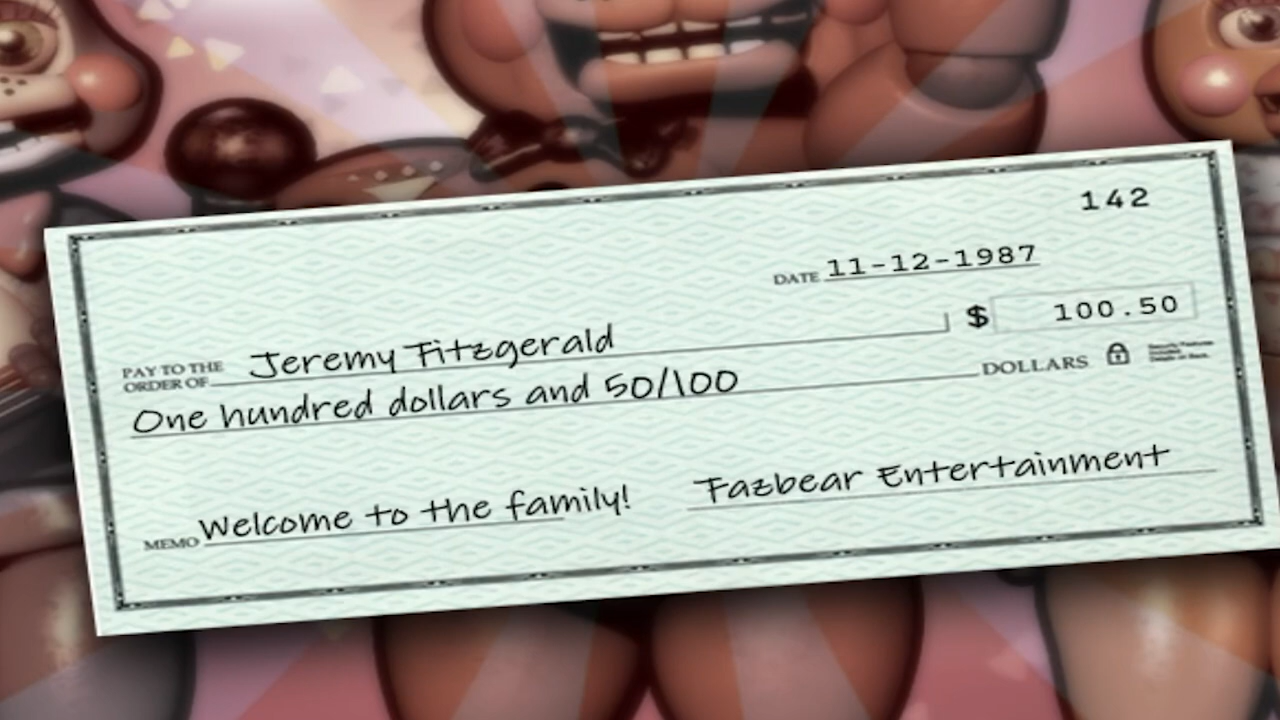 142
DATE 11-12-1987
PAY TO THE ORDER OF Jeremy Fitzgerald $ 100.50
One hundred dollars and 50/100 DOLLARS
MEMO Welcome to the family! Fazbear Entertainment